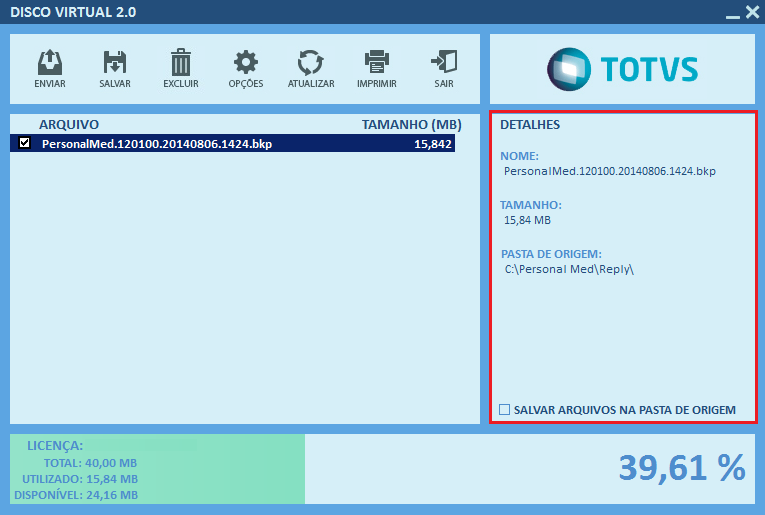 DISCO VIRTUAL 2.0
ENVIAR SALVAR EXCLUIR OPÇÕES ATUALIZAR IMPRIMIR SAIR
TOTVS
ARQUIVO TAMANHO (MB)
PersonalMed.120100.20140806.1424.bkp 15,842
DETALHES
NOME:
PersonalMed.120100.20140806.1424.bkp
TAMANHO:
15,84 MB
PASTA DE ORIGEM:
C:\Personal Med\Reply\
SALVAR ARQUIVOS NA PASTA DE ORIGEM
LICENÇA:
TOTAL: 40,00 MB
UTILIZADO: 15,84 MB
DISPONÍVEL: 24,16 MB
39,61 %